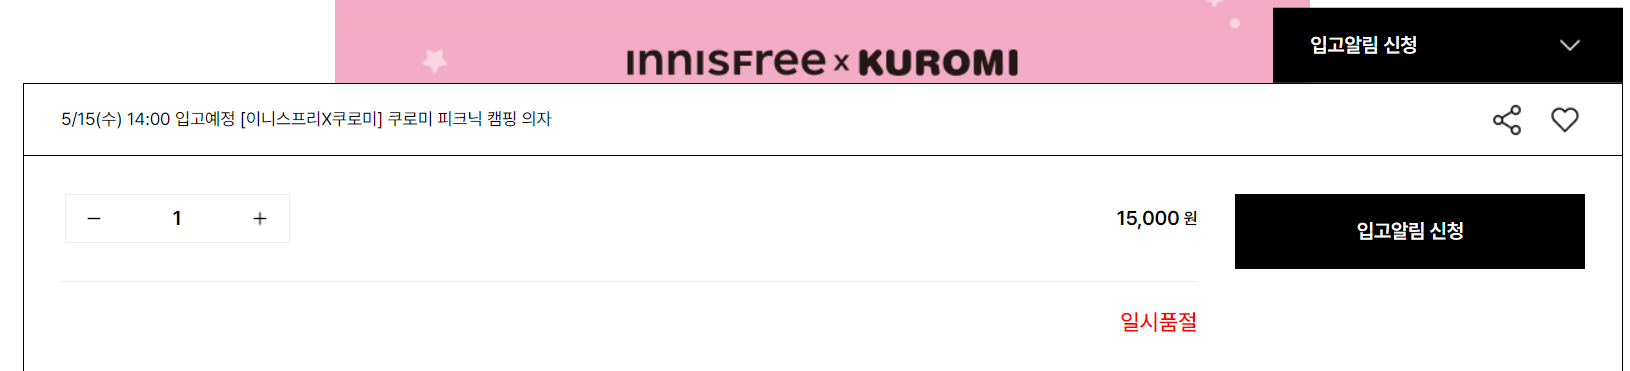 INNISFREE x KUROMI
입고알림 신청
5/15(수) 14:00 입고예정 [이니스프리X쿠로미] 쿠로미 피크닉 캠핑 의자
− 1 +
15,000 원
입고알림 신청
일시품절